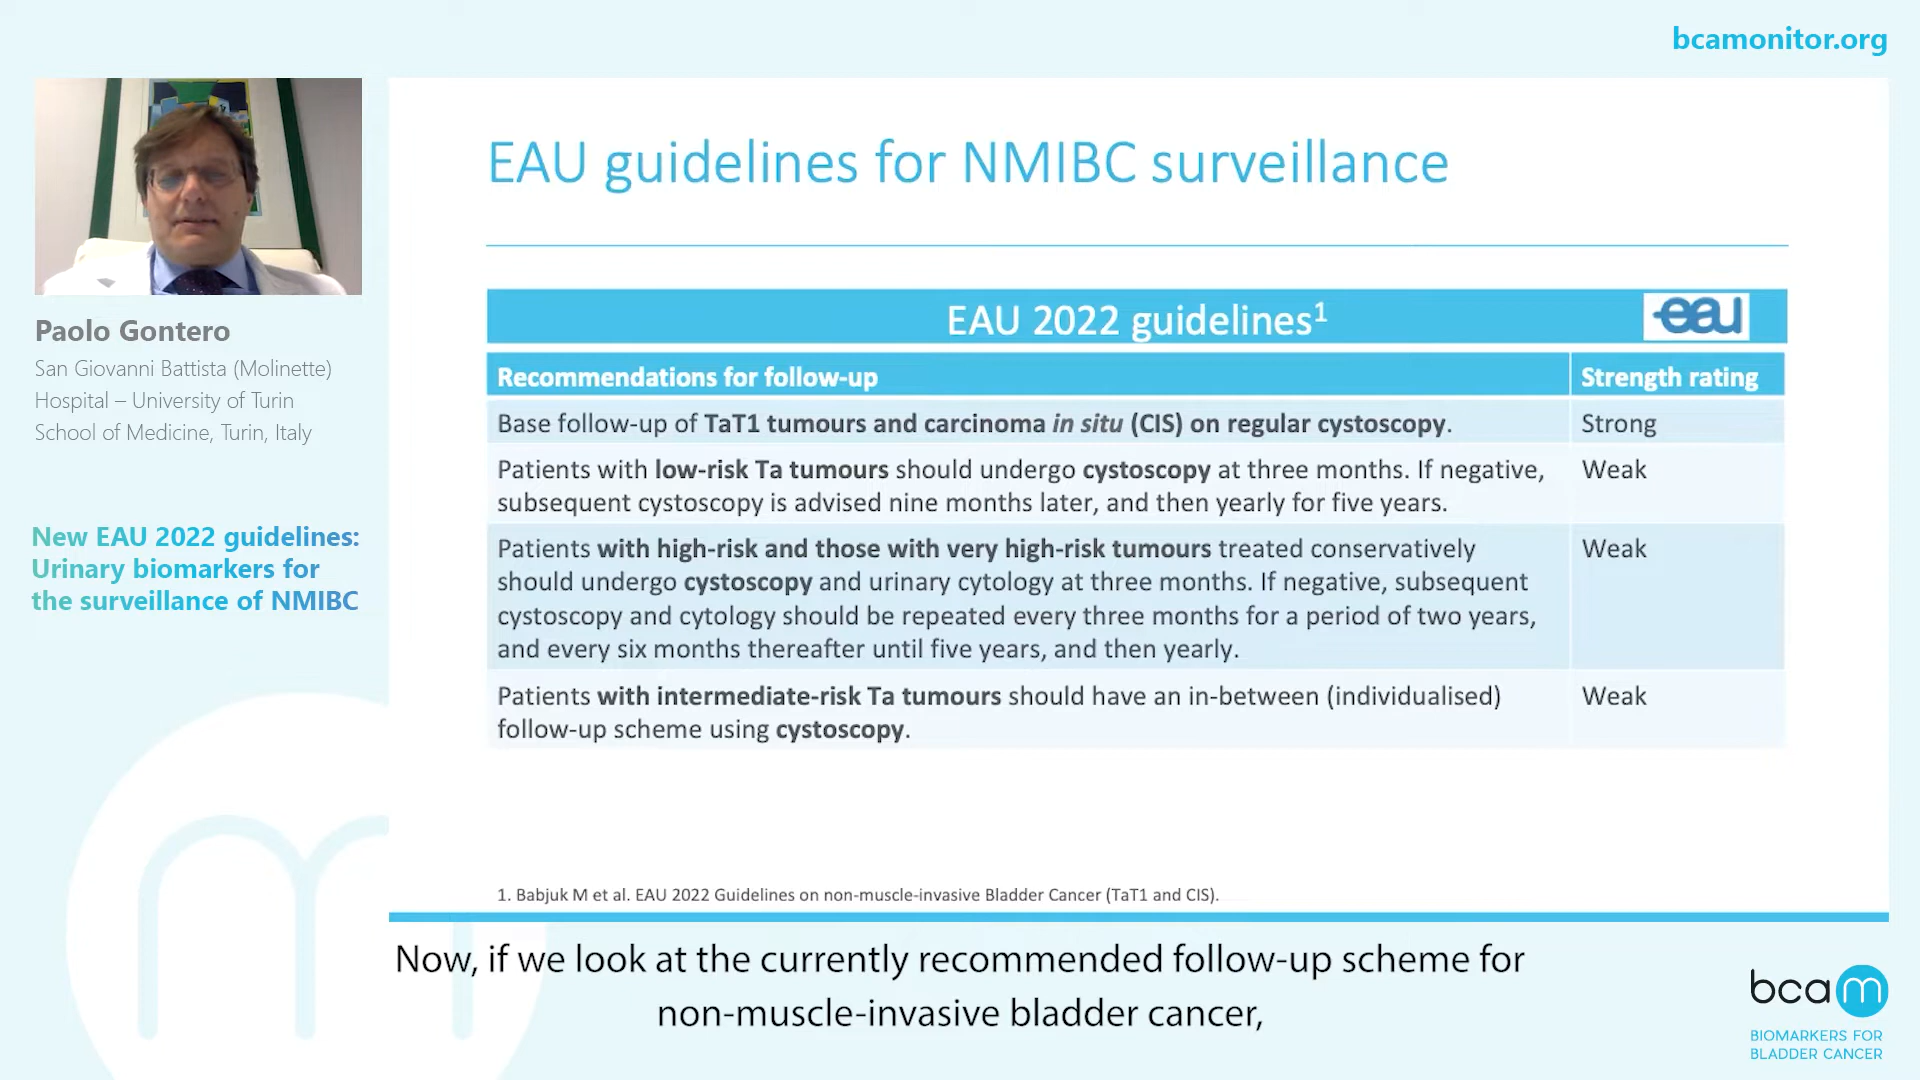 bcamonitor.org
Paolo Gontero
San Giovanni Battista (Molinette)
Hospital – University of Turin
School of Medicine, Turin, Italy
New EAU 2022 guidelines:
Urinary biomarkers for
the surveillance of NMIBC
EAU guidelines for NMIBC surveillance
EAU 2022 guidelines¹
eau
Recommendations for follow-up
Strength rating
Base follow-up of TaT1 tumours and carcinoma in situ (CIS) on regular cystoscopy.
Strong
Patients with low-risk Ta tumours should undergo cystoscopy at three months. If negative,
subsequent cystoscopy is advised nine months later, and then yearly for five years.
Weak
Patients with high-risk and those with very high-risk tumours treated conservatively
should undergo cystoscopy and urinary cytology at three months. If negative, subsequent
cystoscopy and cytology should be repeated every three months for a period of two years,
and every six months thereafter until five years, and then yearly.
Weak
Patients with intermediate-risk Ta tumours should have an in-between (individualised)
follow-up scheme using cystoscopy.
Weak
1. Babjuk M et al. EAU 2022 Guidelines on non-muscle-invasive Bladder Cancer (TaT1 and CIS).
Now, if we look at the currently recommended follow-up scheme for
non-muscle-invasive bladder cancer,
bcam
BIOMARKERS FOR
BLADDER CANCER